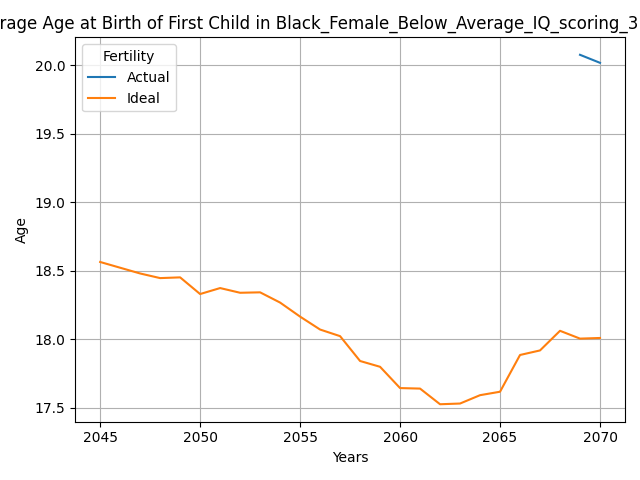 rage Age at Birth of First Child in Black_Female_Below_Average_IQ_scoring_3
Fertility
Actual
Ideal
20.0
19.5
19.0
18.5
18.0
17.5
Age
2045 2050 2055 2060 2065 2070
Years